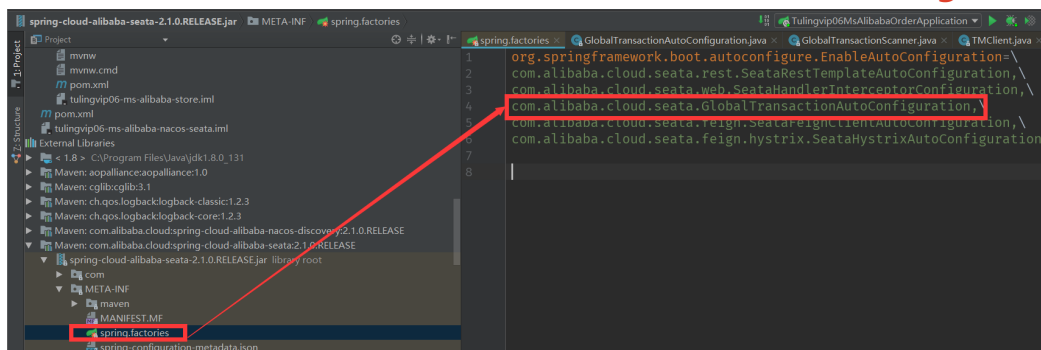 spring-cloud-alibaba-seata-2.1.0.RELEASE.jar META-INF spring.factories
Tulingvip06MsAlibabaOrderApplication
1: Project
Z: Structure
Project
mvnw
mvnw.cmd
pom.xml
tulingvip06-ms-alibaba-store.iml
pom.xml
tulingvip06-ms-alibaba-nacos-seata.iml
External Libraries
< 1.8 > C:\Program Files\Java\jdk1.8.0_131
Maven: aopalliance:aopalliance:1.0
Maven: cglib:cglib:3.1
Maven: ch.qos.logback:logback-classic:1.2.3
Maven: ch.qos.logback:logback-core:1.2.3
Maven: com.alibaba.cloud:spring-cloud-alibaba-nacos-discovery:2.1.0.RELEASE
Maven: com.alibaba.cloud:spring-cloud-alibaba-seata:2.1.0.RELEASE
spring-cloud-alibaba-seata-2.1.0.RELEASE.jar library root
com
META-INF
maven
MANIFEST.MF
spring.factories
spring-configuration-metadata.json
spring.factories GlobalTransactionAutoConfiguration.java GlobalTransactionScanner.java TMClient.java
1 org.springframework.boot.autoconfigure.EnableAutoConfiguration=\
2 com.alibaba.cloud.seata.rest.SeataRestTemplateAutoConfiguration,\
3 com.alibaba.cloud.seata.web.SeataHandlerInterceptorConfiguration,\
4 com.alibaba.cloud.seata.GlobalTransactionAutoConfiguration,\
5 com.alibaba.cloud.seata.feign.SeataFeignClientAutoConfiguration,\
6 com.alibaba.cloud.seata.feign.hystrix.SeataHystrixAutoConfiguration
7
8